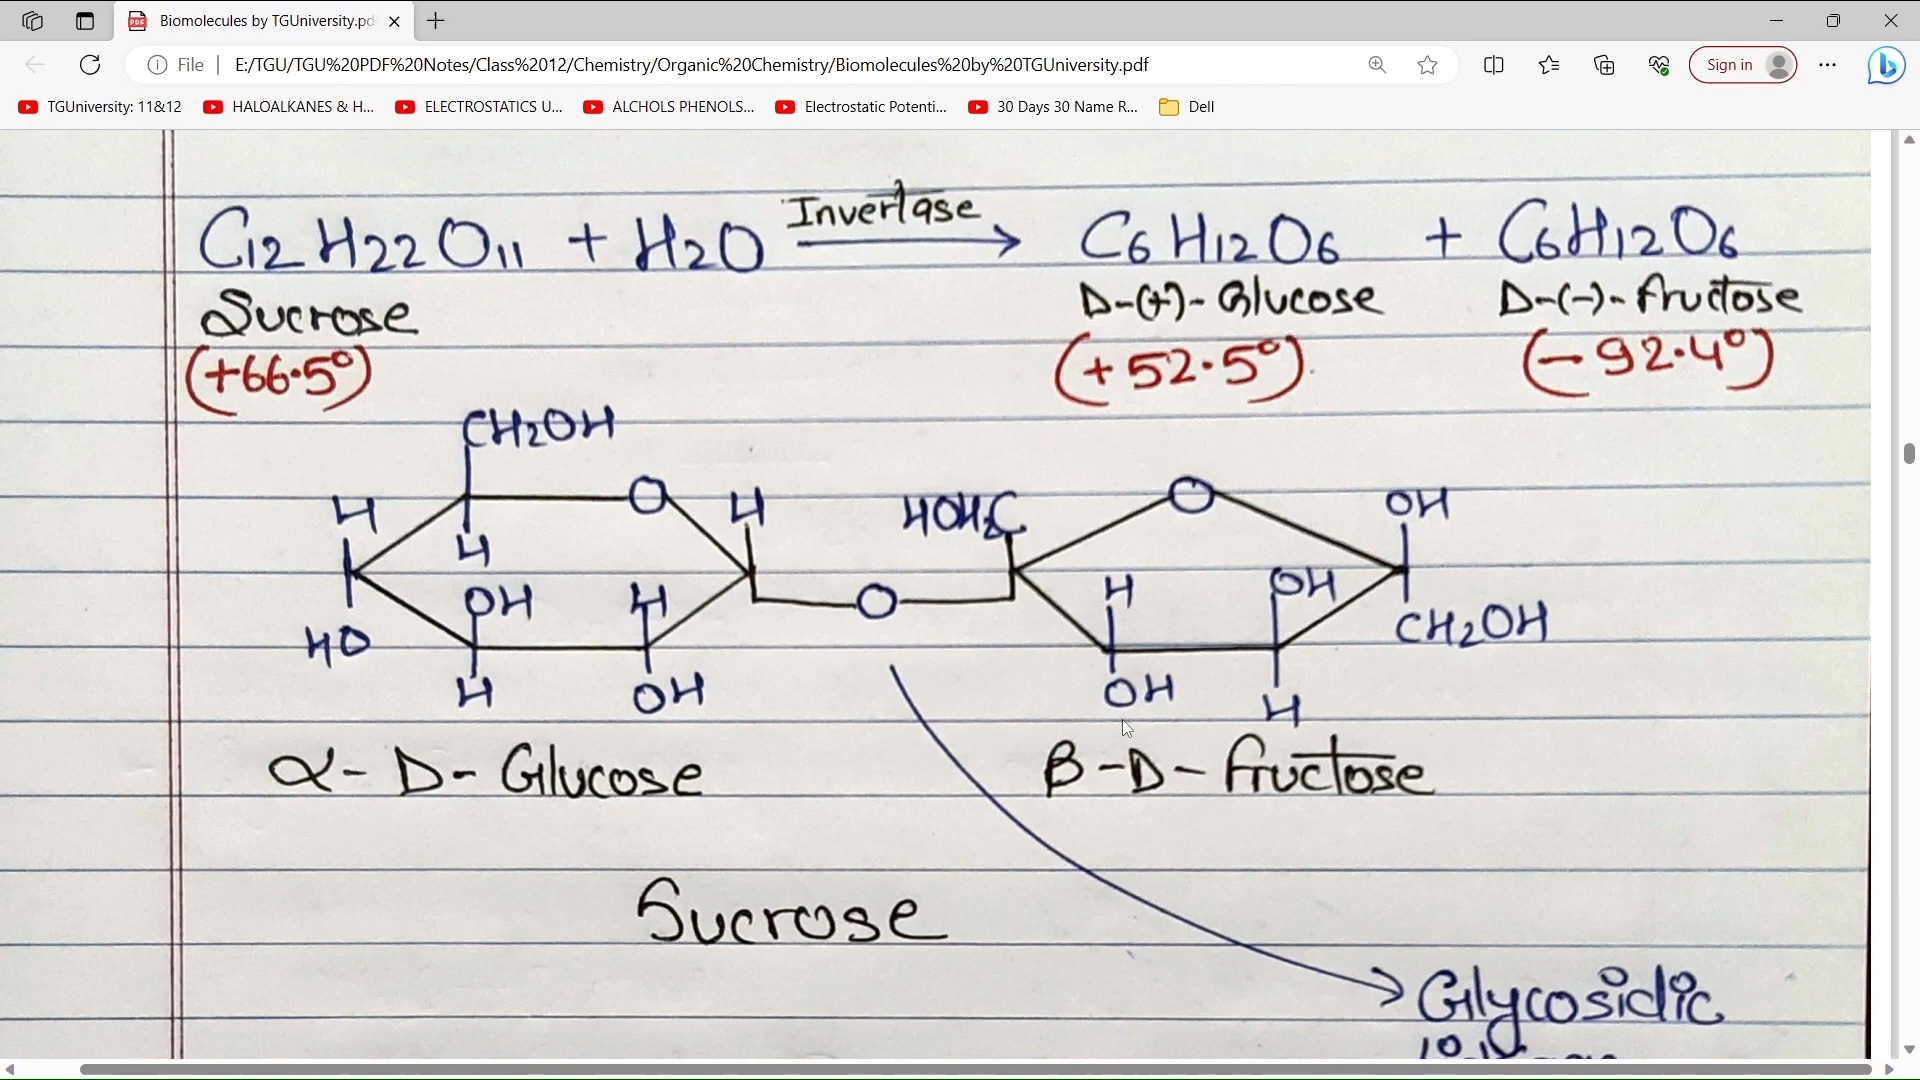 Biomolecules by TGUniversity.pd
File E:/TGU/TGU%20PDF%20Notes/Class%2012/Chemistry/Organic%20Chemistry/Biomolecules%20by%20TGUniversity.pdf Sign in
TGUniversity: 11&12 HALOALKANES & H... ELECTROSTATICS U... ALCHOLS PHENOLS... Electrostatic Potenti... 30 Days 30 Name R... Dell
Invertase
C12H22O11 + H2O → C6H12O6 + C6H12O6
Sucrose D-(+)-Glucose D-(-)-fructose
(+66.5°) (+52.5°) (-92.4°)
CH2OH
H O H HOH2C O OH
H
OH H O H OH CH2OH
HO
H OH OH H
α-D-Glucose β-D-fructose
Sucrose
Glycosidic